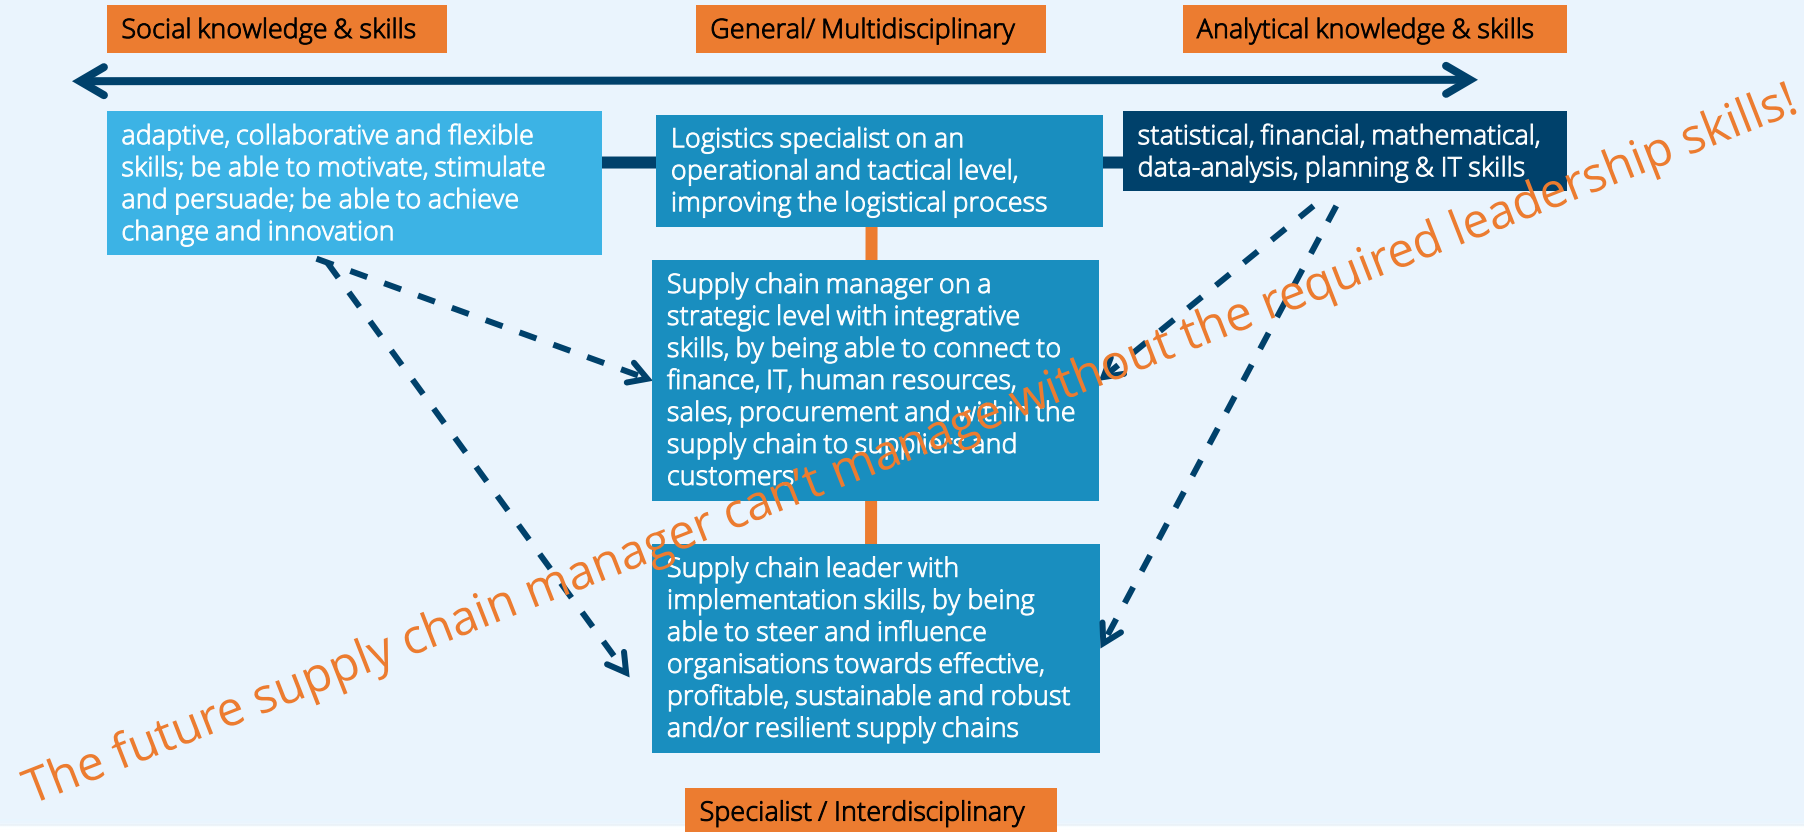 Social knowledge & skills
General/ Multidisciplinary
Analytical knowledge & skills
adaptive, collaborative and flexible
skills; be able to motivate, stimulate
and persuade; be able to achieve
change and innovation
Logistics specialist on an
operational and tactical level,
improving the logistical process
statistical, financial, mathematical,
data-analysis, planning & IT skills
Supply chain manager on a
strategic level with integrative
skills, by being able to connect to
finance, IT, human resources,
sales, procurement and within the
supply chain to suppliers and
customers
Supply chain leader with
implementation skills, by being
able to steer and influence
organisations towards effective,
profitable, sustainable and robust
and/or resilient supply chains
Specialist / Interdisciplinary
The future supply chain manager can't manage without the required leadership skills!